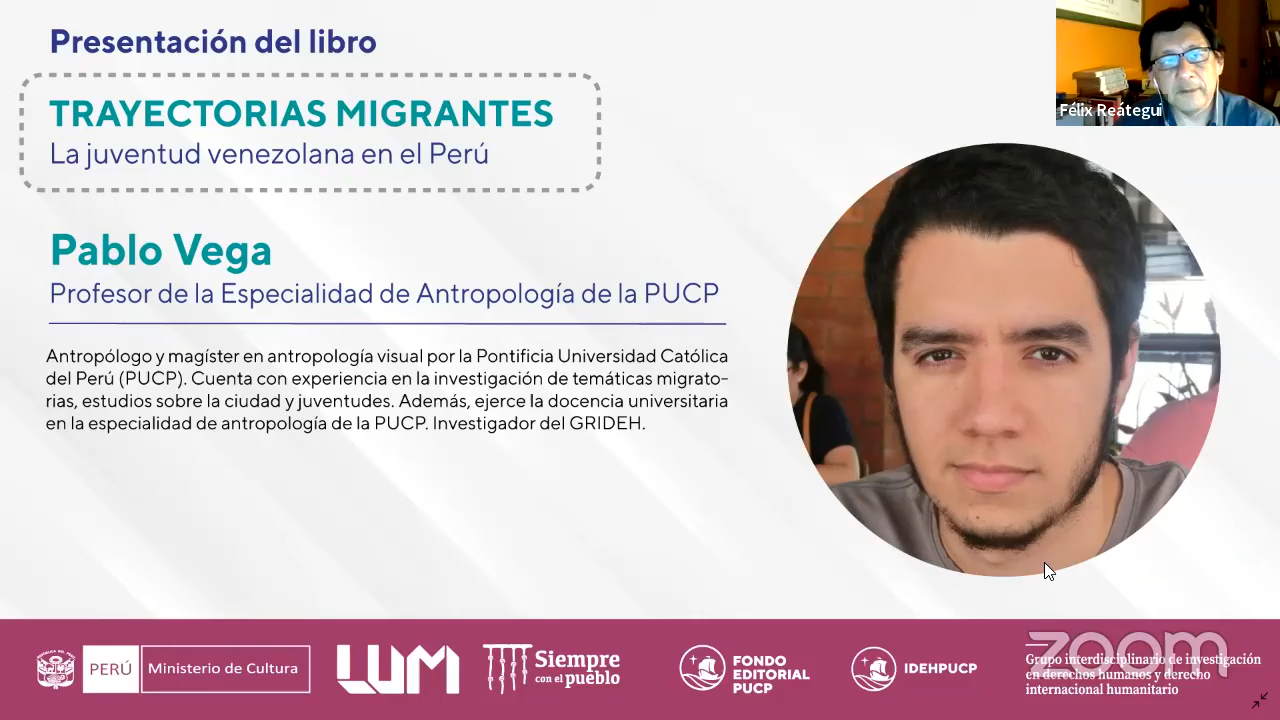 Presentación del libro
TRAYECTORIAS MIGRANTES
La juventud venezolana en el Perú
Félix Reátegui
Pablo Vega
Profesor de la Especialidad de Antropología de la PUCP
Antropólogo y magíster en antropología visual por la Pontificia Universidad Católica
del Perú (PUCP). Cuenta con experiencia en la investigación de temáticas migrato-
rias, estudios sobre la ciudad y juventudes. Además, ejerce la docencia universitaria
en la especialidad de antropología de la PUCP. Investigador del GRIDEH.
PERÚ
Ministerio de Cultura
LUM
Siempre
con el pueblo
FONDO
EDITORIAL
PUCP
IDEHPUCP
zoom
Grupo interdisciplinario de investigación
en derechos humanos y derecho
internacional humanitario